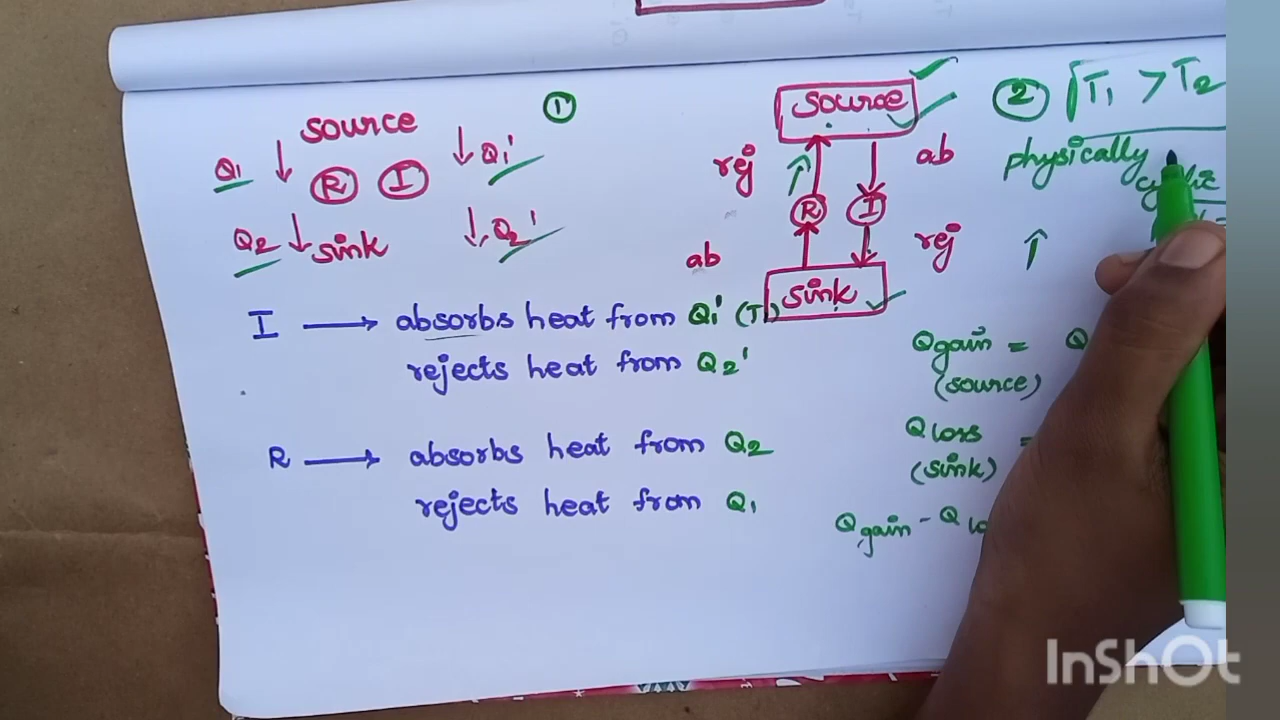 ①
source
Q1 ↓ ↓ Q1'
R I
Q2 ↓ sink ↓ Q2'
source
rej ab
R I
ab rej
sink
② T1 > T2
physically
↑
I → absorbs heat from Q1' (T1)
rejects heat from Q2'
R → absorbs heat from Q2
rejects heat from Q1
Qgain = Q
(source)
Qloss =
(sink)
Qgain - Qlo
InShOt